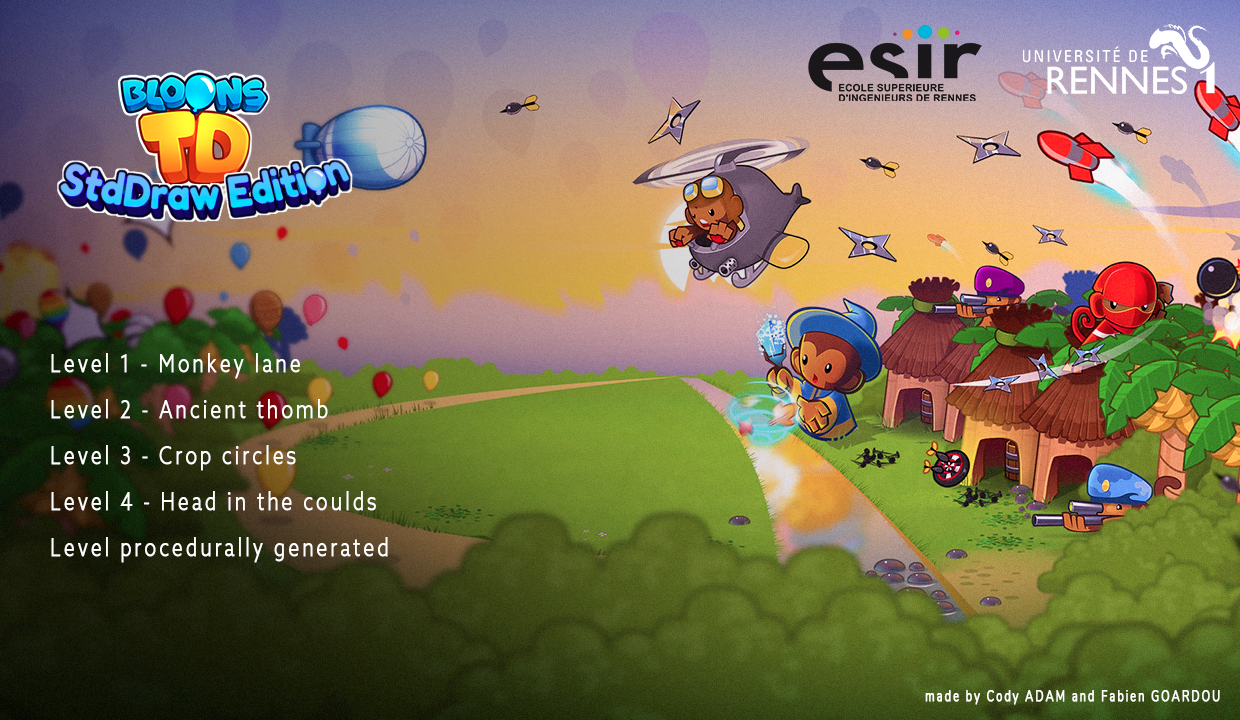 BLOONS
TD
StdDraw Edition
esir
ECOLE SUPERIEURE
D'INGENIEURS DE RENNES
UNIVERSITÉ DE
RENNES 1
Level 1 - Monkey lane
Level 2 - Ancient thomb
Level 3 - Crop circles
Level 4 - Head in the coulds
Level procedurally generated
made by Cody ADAM and Fabien GOARDOU